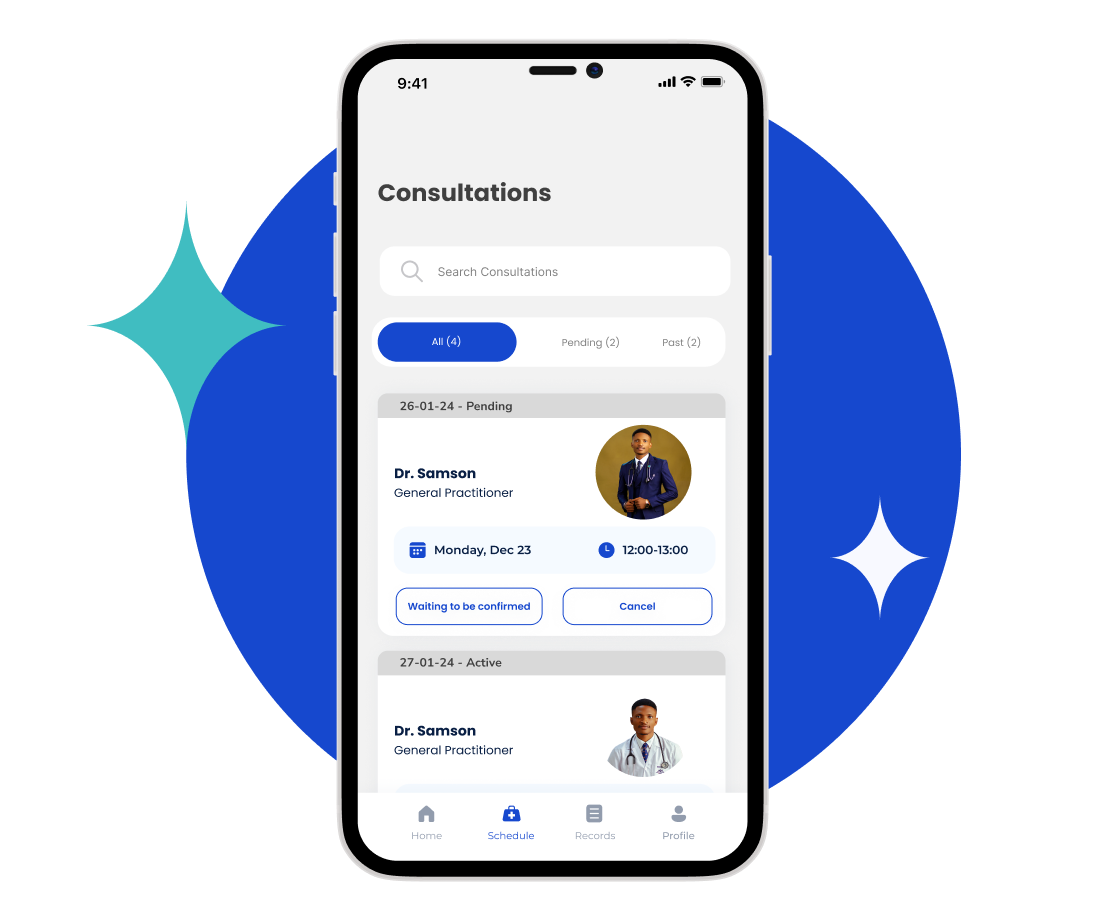 9:41
Consultations
Search Consultations
All (4) Pending (2) Past (2)
26-01-24 - Pending
Dr. Samson
General Practitioner
Monday, Dec 23 12:00-13:00
Waiting to be confirmed Cancel
27-01-24 - Active
Dr. Samson
General Practitioner
Home Schedule Records Profile